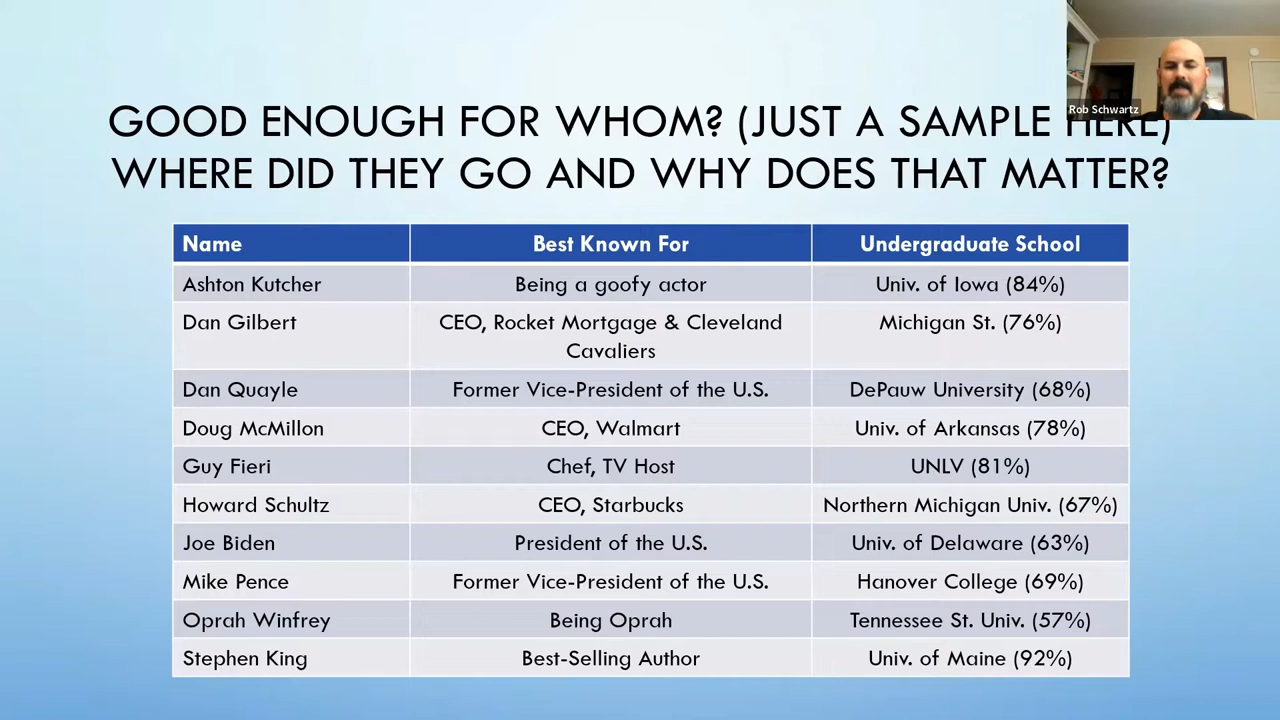 Rob Schwartz
GOOD ENOUGH FOR WHOM? (JUST A SAMPLE HERE)
WHERE DID THEY GO AND WHY DOES THAT MATTER?
Name Best Known For Undergraduate School
Ashton Kutcher Being a goofy actor Univ. of Iowa (84%)
Dan Gilbert CEO, Rocket Mortgage & Cleveland Cavaliers Michigan St. (76%)
Dan Quayle Former Vice-President of the U.S. DePauw University (68%)
Doug McMillon CEO, Walmart Univ. of Arkansas (78%)
Guy Fieri Chef, TV Host UNLV (81%)
Howard Schultz CEO, Starbucks Northern Michigan Univ. (67%)
Joe Biden President of the U.S. Univ. of Delaware (63%)
Mike Pence Former Vice-President of the U.S. Hanover College (69%)
Oprah Winfrey Being Oprah Tennessee St. Univ. (57%)
Stephen King Best-Selling Author Univ. of Maine (92%)